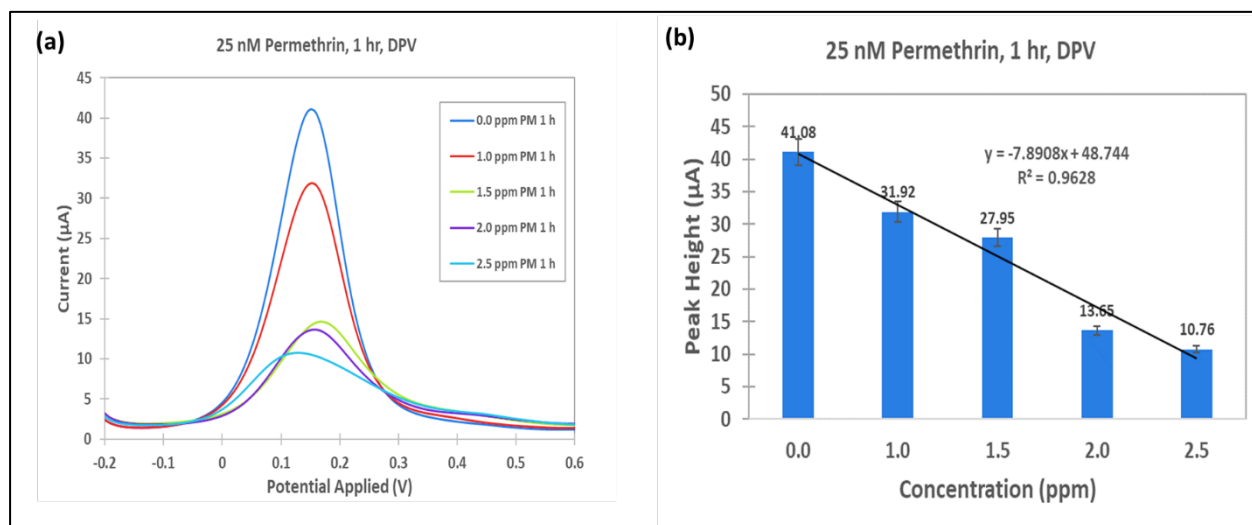 (a)
25 nM Permethrin, 1 hr, DPV
45
40
35
30
25
20
15
10
5
0
Current (µA)
0.0 ppm PM 1 h
1.0 ppm PM 1 h
1.5 ppm PM 1 h
2.0 ppm PM 1 h
2.5 ppm PM 1 h
-0.2 -0.1 0 0.1 0.2 0.3 0.4 0.5 0.6
Potential Applied (V)
(b)
25 nM Permethrin, 1 hr, DPV
50
45
40
35
30
25
20
15
10
5
0
Peak Height (µA)
41.08
31.92
27.95
13.65
10.76
y = -7.8908x + 48.744
R² = 0.9628
0.0 1.0 1.5 2.0 2.5
Concentration (ppm)